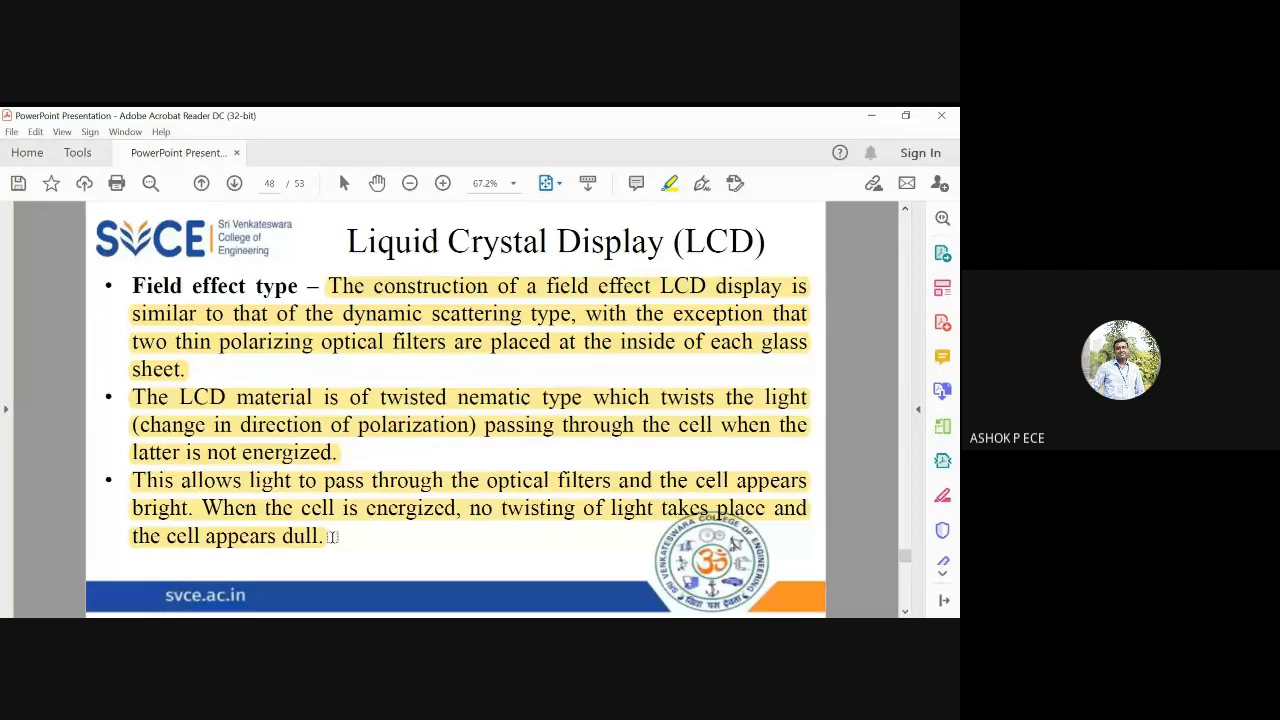 PowerPoint Presentation - Adobe Acrobat Reader DC (32-bit)
File Edit View Sign Window Help
Home Tools PowerPoint Present... × Sign In
48 / 53 67.2%
SVCE Sri Venkateswara
College of
Engineering
Liquid Crystal Display (LCD)
• Field effect type – The construction of a field effect LCD display is
similar to that of the dynamic scattering type, with the exception that
two thin polarizing optical filters are placed at the inside of each glass
sheet.
• The LCD material is of twisted nematic type which twists the light
(change in direction of polarization) passing through the cell when the
latter is not energized.
• This allows light to pass through the optical filters and the cell appears
bright. When the cell is energized, no twisting of light takes place and
the cell appears dull.
SRI VENKATESWARA COLLEGE OF ENGINEERING
ॐ
svce.ac.in
ASHOK P ECE